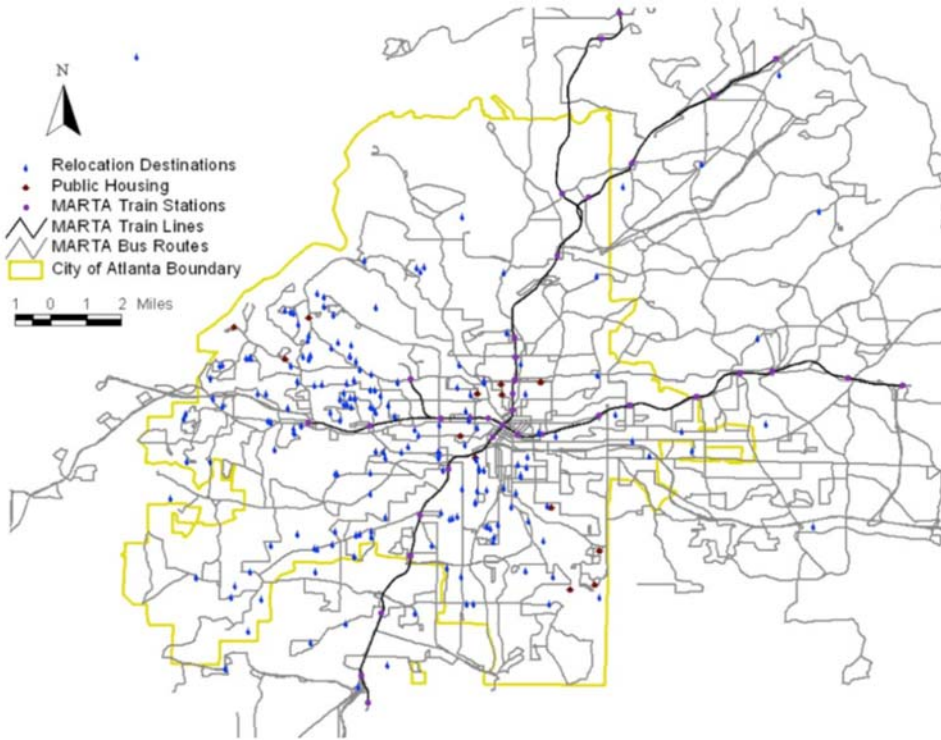 N
Relocation Destinations
Public Housing
MARTA Train Stations
MARTA Train Lines
MARTA Bus Routes
City of Atlanta Boundary
1 0 1 2 Miles